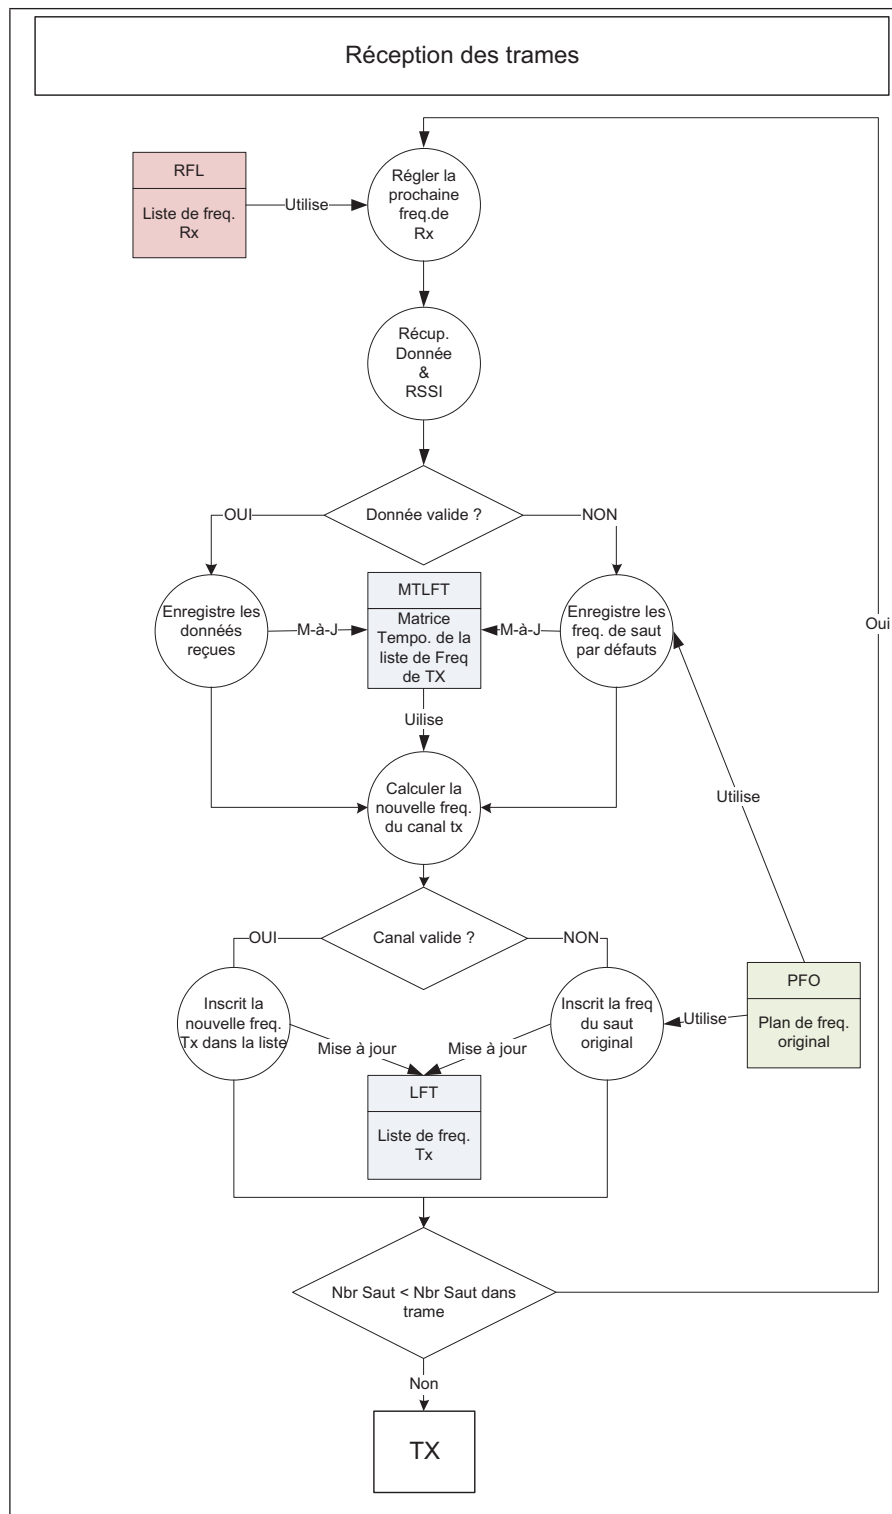 Réception des trames
RFL
Liste de freq.
Rx
Utilise
Régler la
prochaine
freq.de
Rx
Récup.
Donnée
&
RSSI
Donnée valide ?
OUI
NON
Enregistre les
donnéés
reçues
M-à-J
MTLFT
Matrice
Tempo. de la
liste de Freq
de TX
M-à-J
Enregistre les
freq. de saut
par défauts
Oui
Uilise
Calculer la
nouvelle freq.
du canal tx
Utilise
Canal valide ?
OUI
NON
Inscrit la
nouvelle freq.
Tx dans la liste
Inscrit la freq
du saut
original
Utilise
PFO
Plan de freq.
original
Mise à jour
Mise à jour
LFT
Liste de freq.
Tx
Nbr Saut < Nbr Saut dans
trame
Non
TX